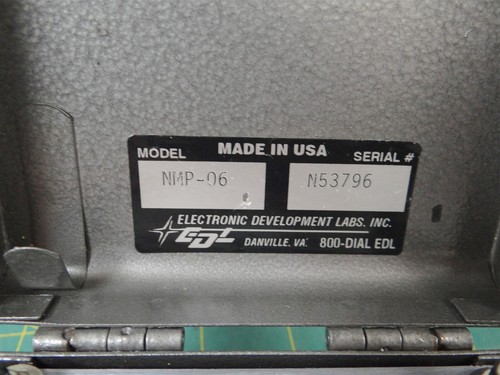 MADE IN USA
MODEL SERIAL #
NMP-06 N53796
ELECTRONIC DEVELOPMENT LABS. INC.
EDL DANVILLE. VA. 800-DIAL EDL